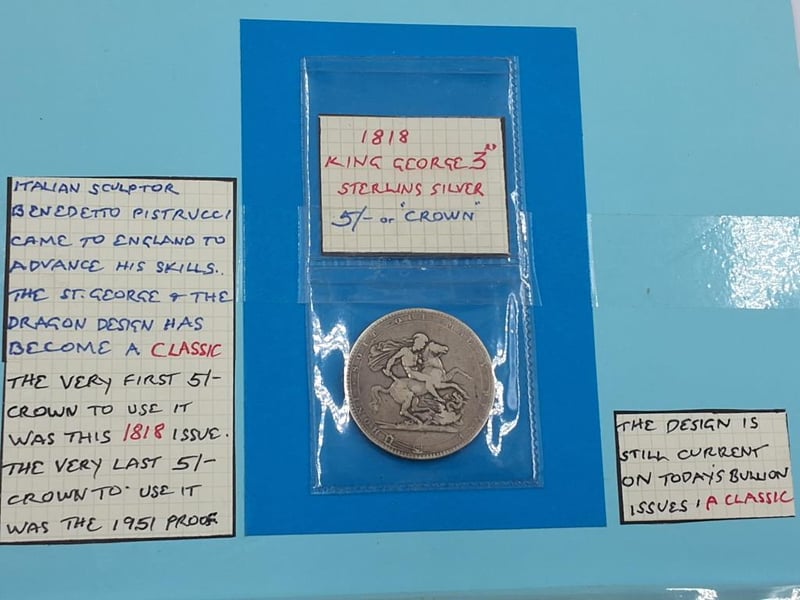 1818
KING GEORGE 3RD
STERLING SILVER
5/- or "CROWN"
ITALIAN SCULPTOR
BENEDETTO PISTRUCCI
CAME TO ENGLAND TO
ADVANCE HIS SKILLS.
THE ST. GEORGE & THE
DRAGON DESIGN HAS
BECOME A CLASSIC
THE VERY FIRST 5/-
CROWN TO USE IT
WAS THIS 1818 ISSUE.
THE VERY LAST 5/-
CROWN TO USE IT
WAS THE 1951 PROOF
THE DESIGN IS
STILL CURRENT
ON TODAY'S BULLION
ISSUES! A CLASSIC